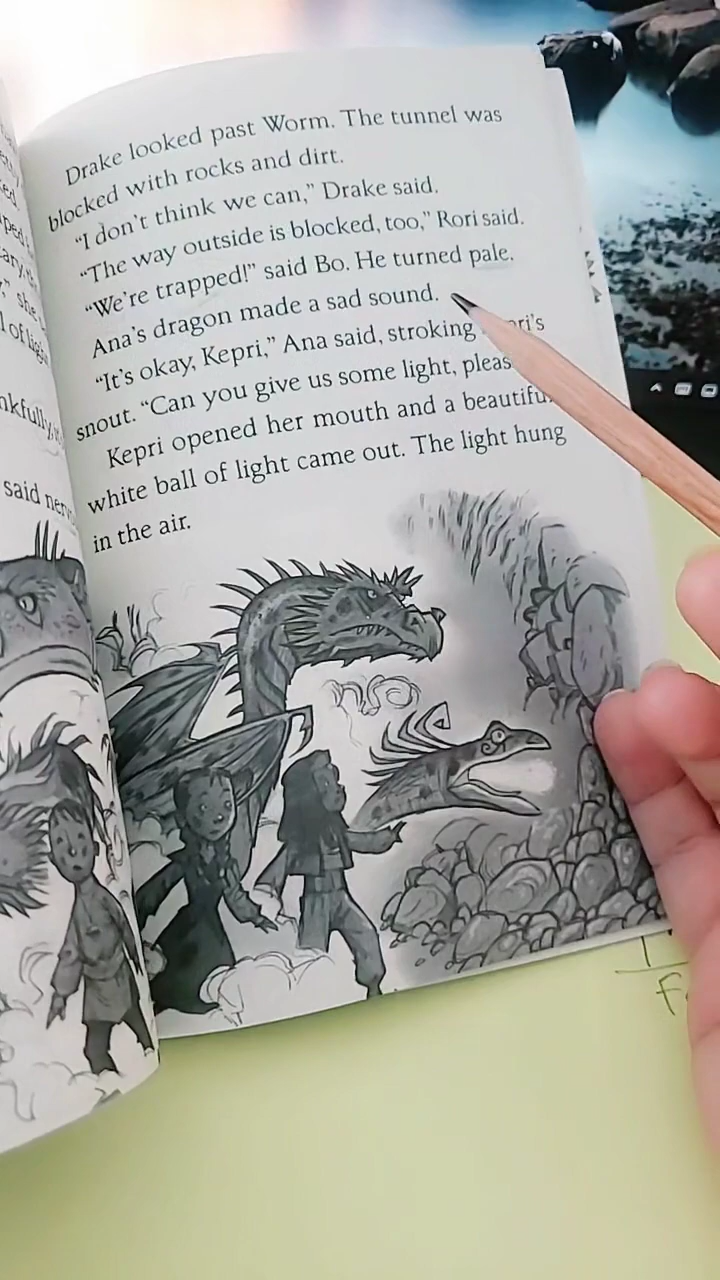 Drake looked past Worm. The tunnel was
blocked with rocks and dirt.
"I don't think we can," Drake said.
"The way outside is blocked, too," Rori said.
"We're trapped!" said Bo. He turned pale.
Ana's dragon made a sad sound.
"It's okay, Kepri," Ana said, stroking
snout. "Can you give us some light,
Kepri opened her mouth and a
white ball of light came out. The light hung
in the air.
said